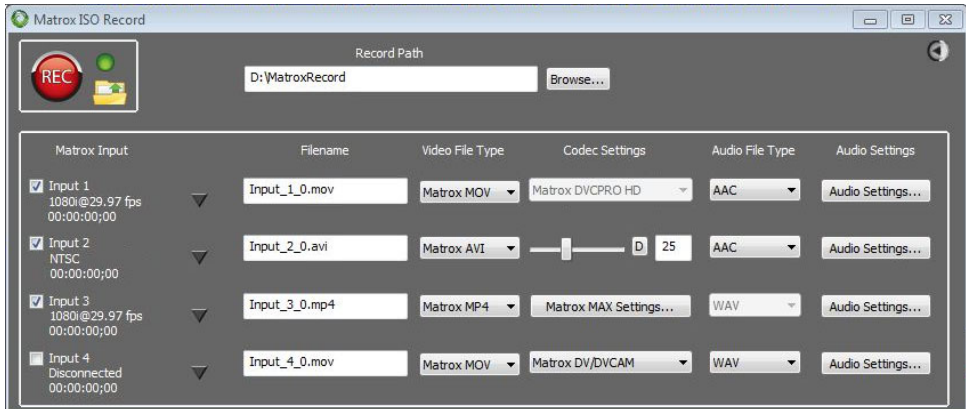 Matrox ISO Record
Record Path
REC
D:\MatroxRecord Browse...
Matrox Input Filename Video File Type Codec Settings Audio File Type Audio Settings
Input 1 Input_1_0.mov Matrox MOV Matrox DVCPRO HD AAC Audio Settings...
1080i@29.97 fps
00:00:00;00
Input 2 Input_2_0.avi Matrox AVI D 25 AAC Audio Settings...
NTSC
00:00:00;00
Input 3 Input_3_0.mp4 Matrox MP4 Matrox MAX Settings... WAV Audio Settings...
1080i@29.97 fps
00:00:00;00
Input 4 Input_4_0.mov Matrox MOV Matrox DV/DVCAM WAV Audio Settings...
Disconnected
00:00:00;00